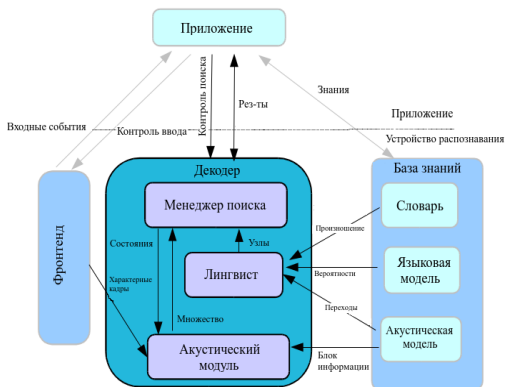 Приложение
Контроль поиска
Рез-ты
Знания
Приложение
Входные события
Контроль ввода
Устройство распознавания
Декодер
База знаний
Менеджер поиска
Словарь
Фронтенд
Состояния
Узлы
Произношение
Лингвист
Вероятности
Языковая
модель
Характерные
кадры
Переходы
Множество
Акустический
модуль
Акустическая
модель
Блок
информации